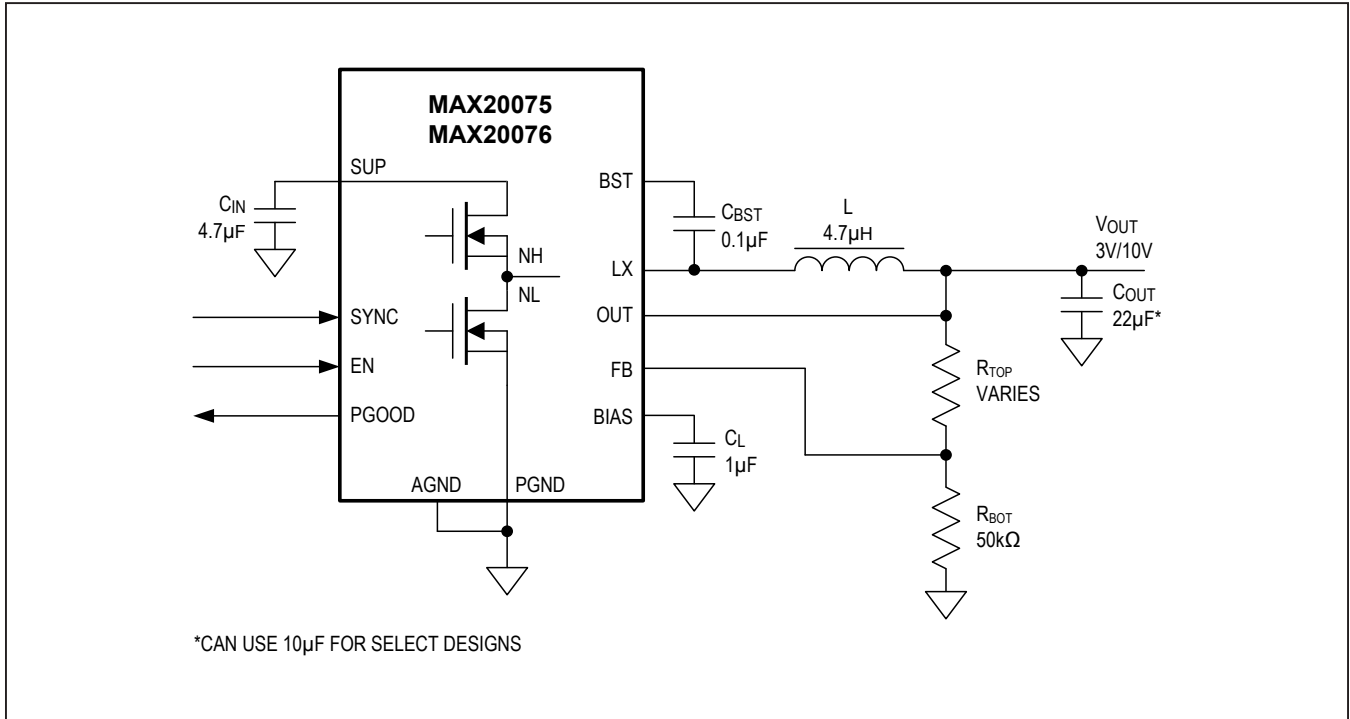 MAX20075
MAX20076
SUP
BST
CIN
4.7µF
CBST
0.1µF
L
4.7µH
VOUT
3V/10V
NH
LX
NL
COUT
22µF*
SYNC
OUT
EN
FB
RTOP
VARIES
PGOOD
BIAS
CL
1µF
AGND
PGND
RBOT
50kΩ
*CAN USE 10µF FOR SELECT DESIGNS